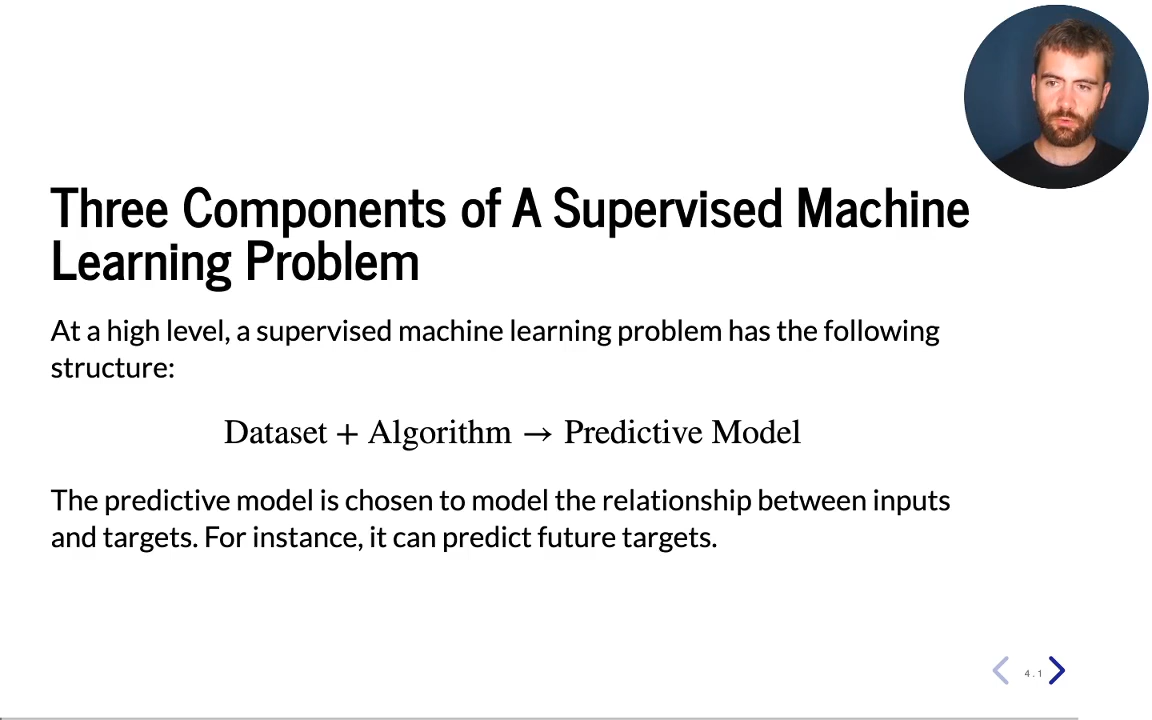 Three Components of A Supervised Machine
Learning Problem
At a high level, a supervised machine learning problem has the following
structure:
Dataset + Algorithm → Predictive Model
The predictive model is chosen to model the relationship between inputs
and targets. For instance, it can predict future targets.
4.1